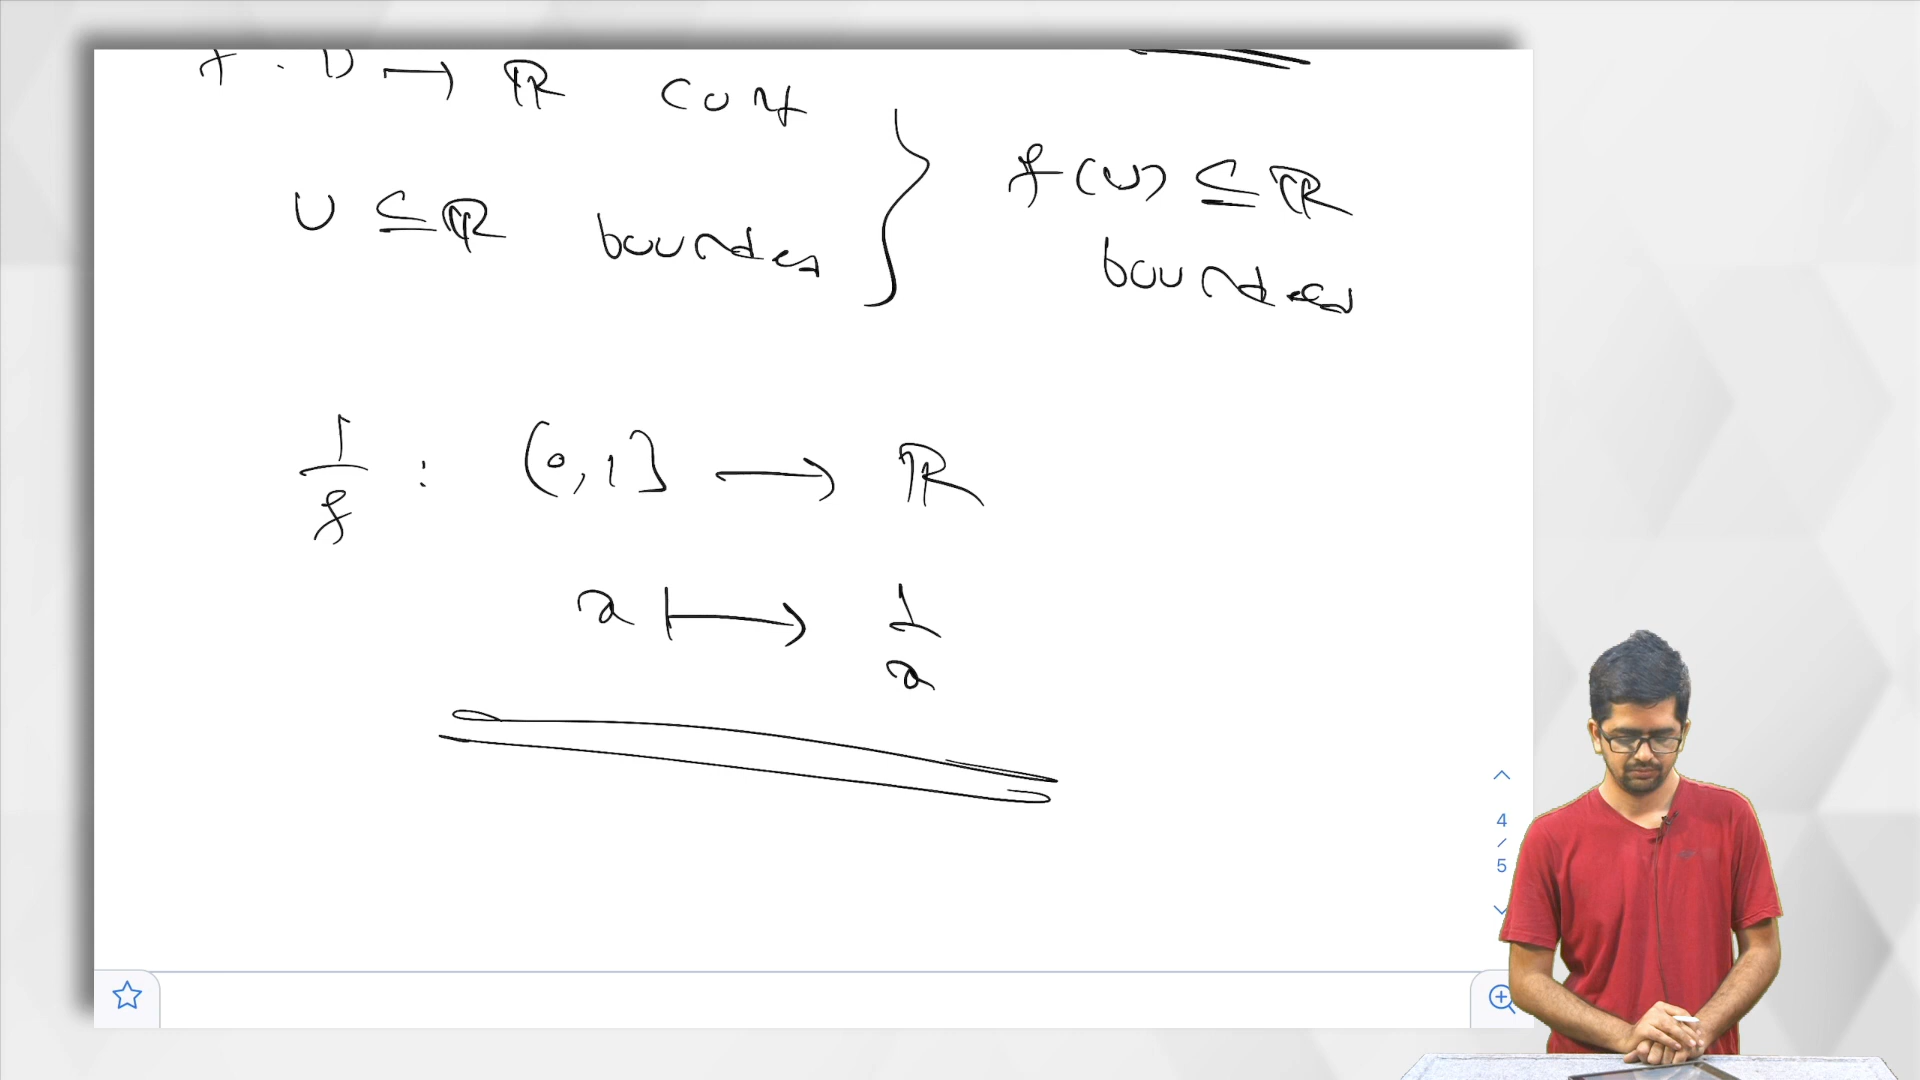 f : D → ℝ cont
U ⊆ ℝ bounded } f(U) ⊆ ℝ
bounded
1/f : (0,1] → ℝ
x ↦ 1/x
4
/
5